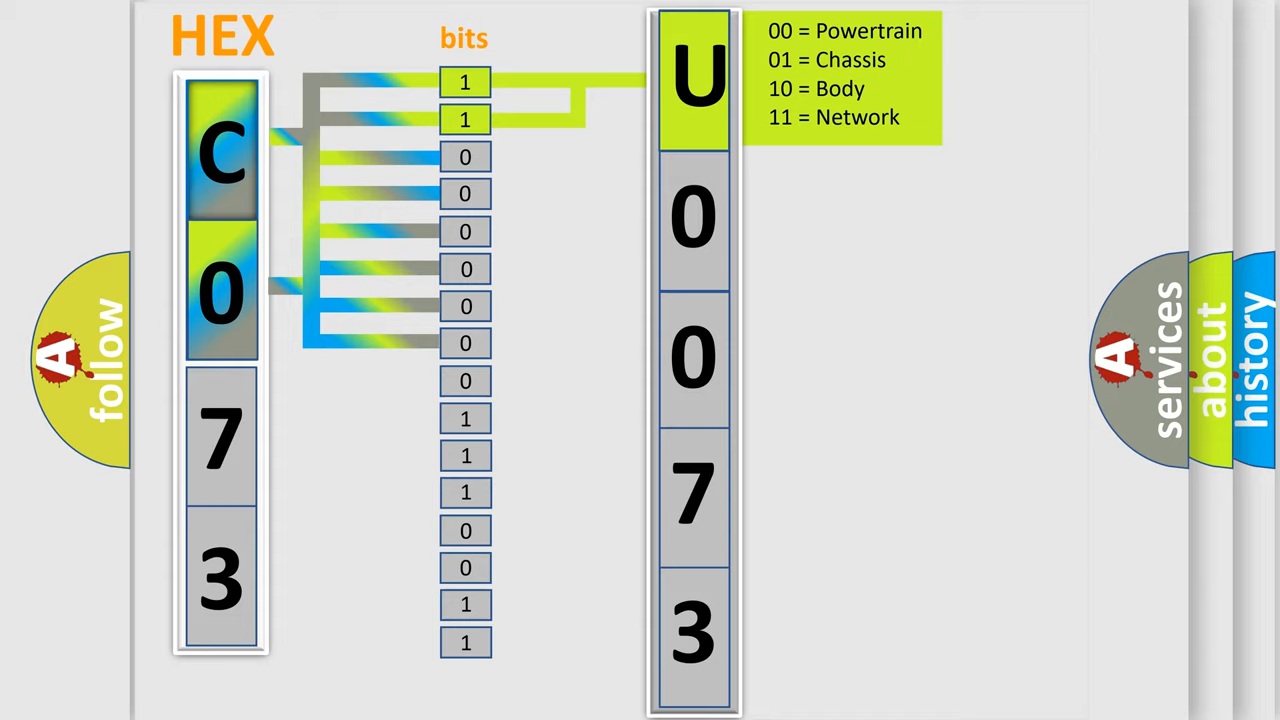 HEX
bits
C
0
7
3
1
1
0
0
0
0
0
0
0
1
1
1
0
0
1
1
U
0
0
7
3
00 = Powertrain
01 = Chassis
10 = Body
11 = Network
A
follow
A
services
about
history